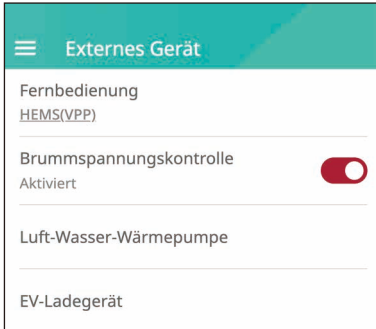 Externes Gerät
Fernbedienung
HEMS(VPP)
Brummspannungskontrolle
Aktiviert
Luft-Wasser-Wärmepumpe
EV-Ladegerät